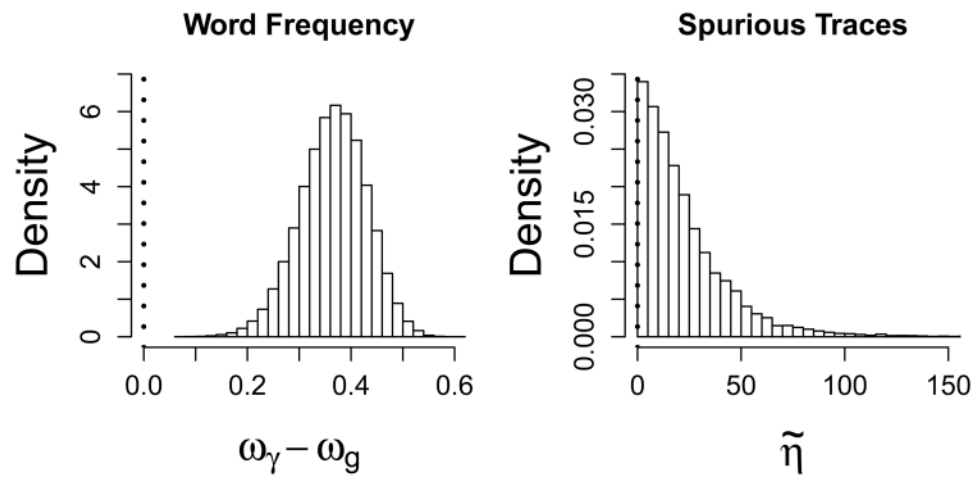 Word Frequency
Density
0
2
4
6
0.0
0.2
0.4
0.6
ωγ − ωg
Spurious Traces
Density
0.000
0.015
0.030
0
50
100
150
η̃